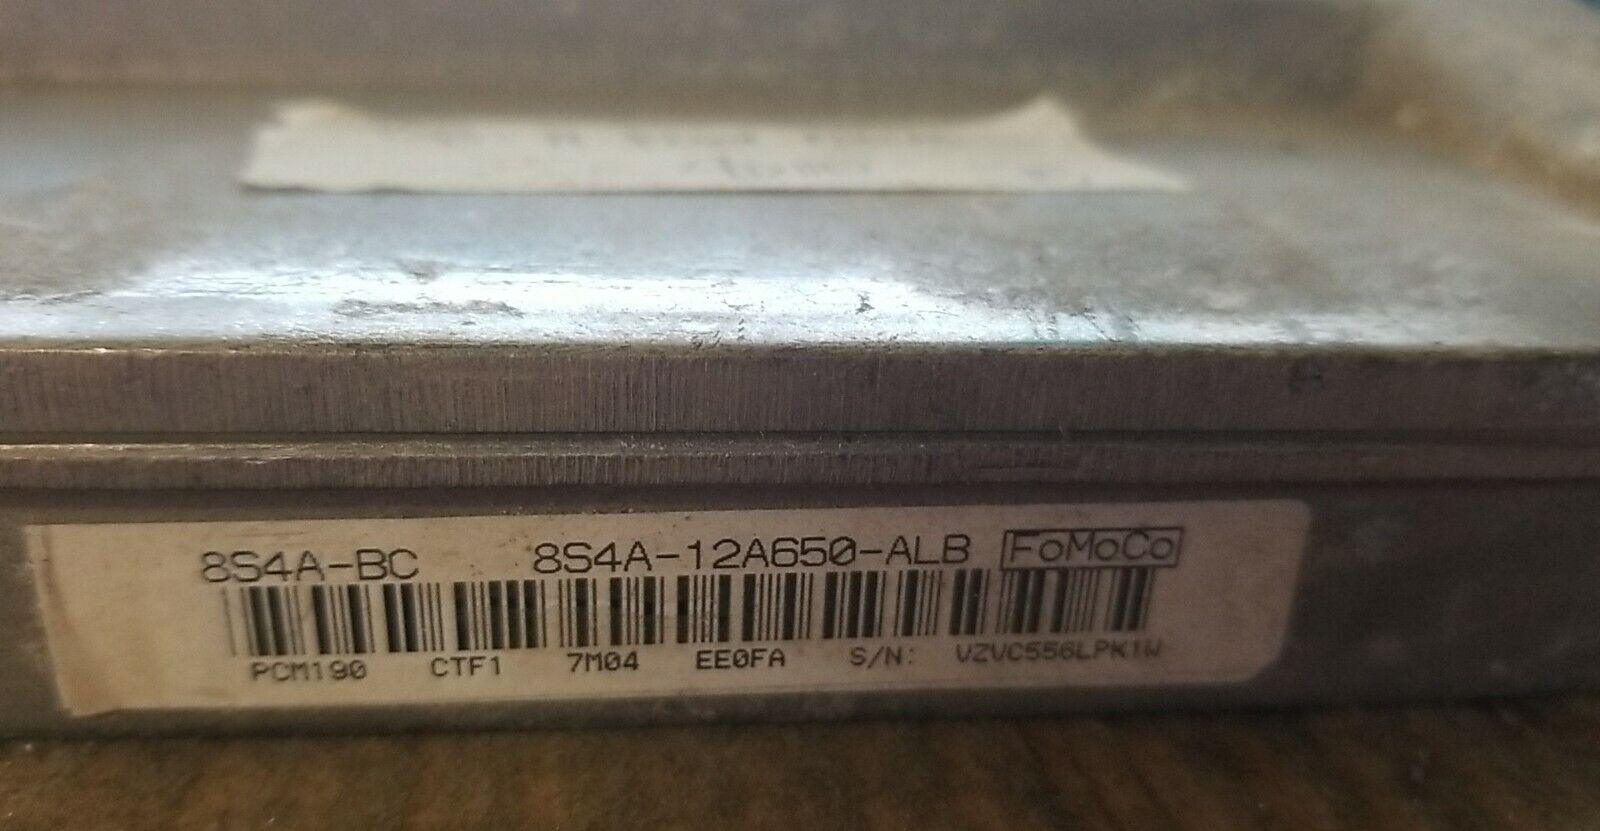 8S4A-BC 8S4A-12A650-ALB FoMoCo
PCM190 CTF1 7M04 EE0FA S/N: VZVC556LPK1W